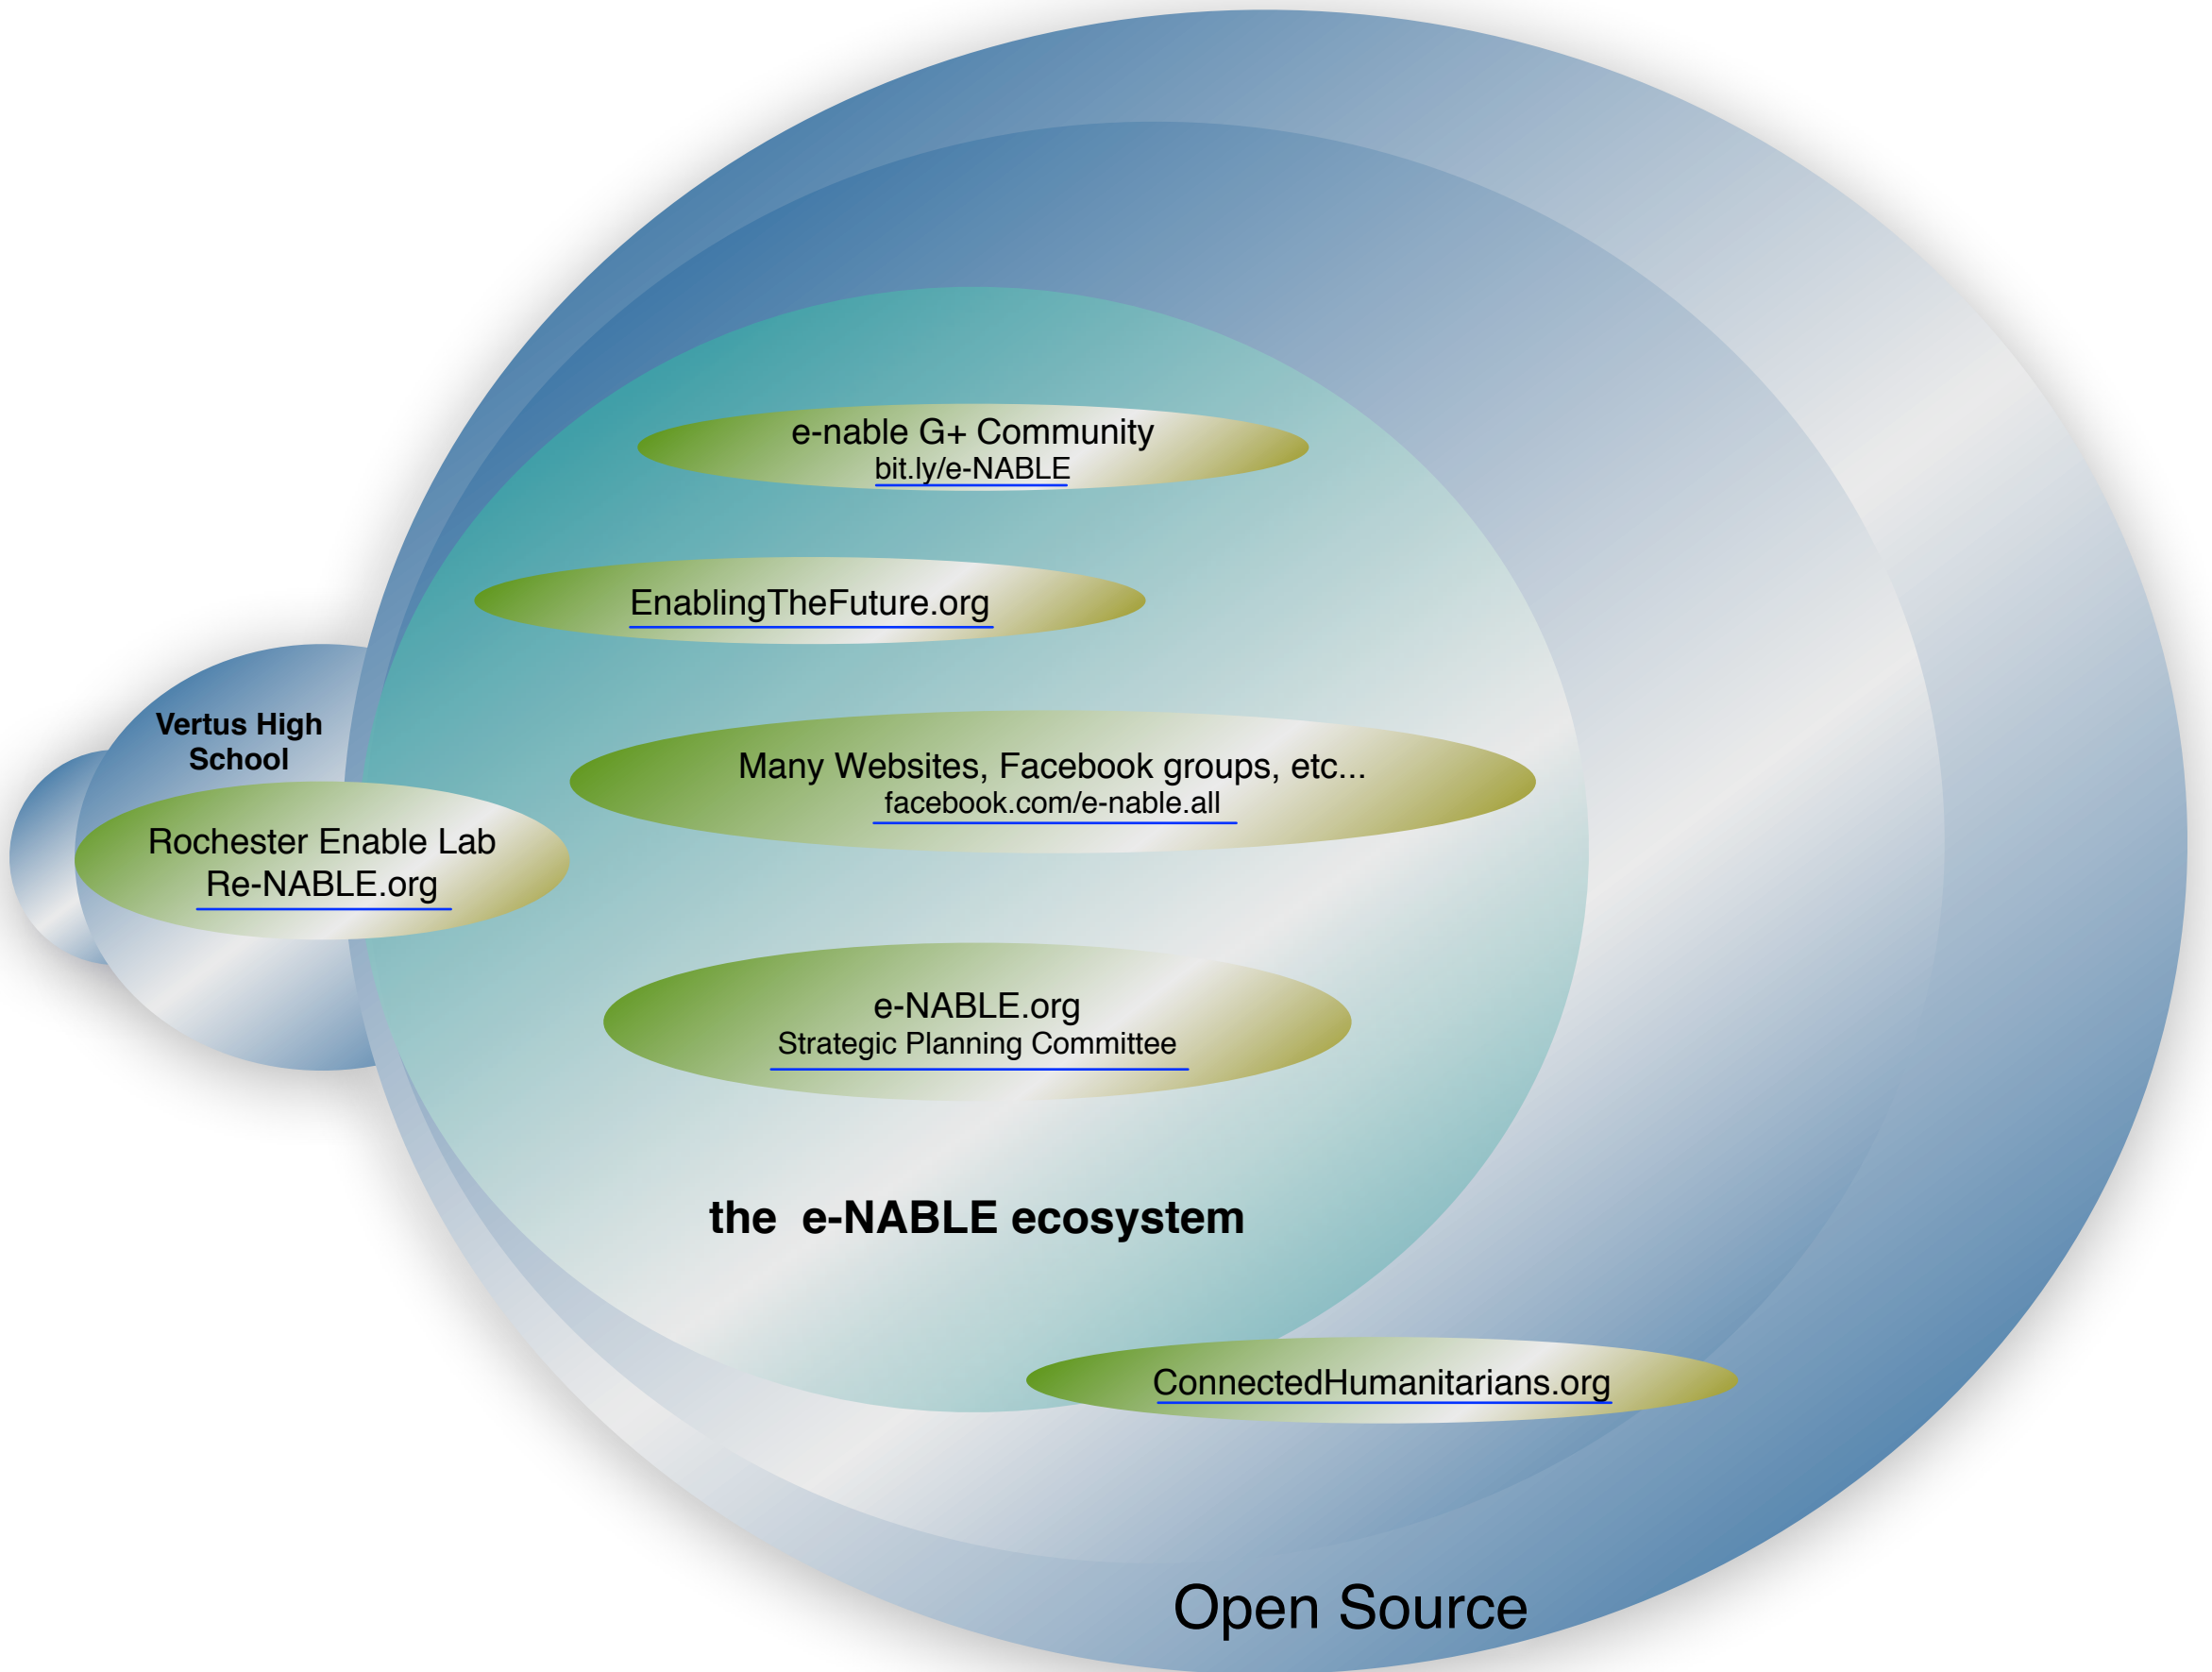 e-nable G+ Community
bit.ly/e-NABLE
EnablingTheFuture.org
Vertus High
School
Many Websites, Facebook groups, etc...
facebook.com/e-nable.all
Rochester Enable Lab
Re-NABLE.org
e-NABLE.org
Strategic Planning Committee
the e-NABLE ecosystem
ConnectedHumanitarians.org
Open Source